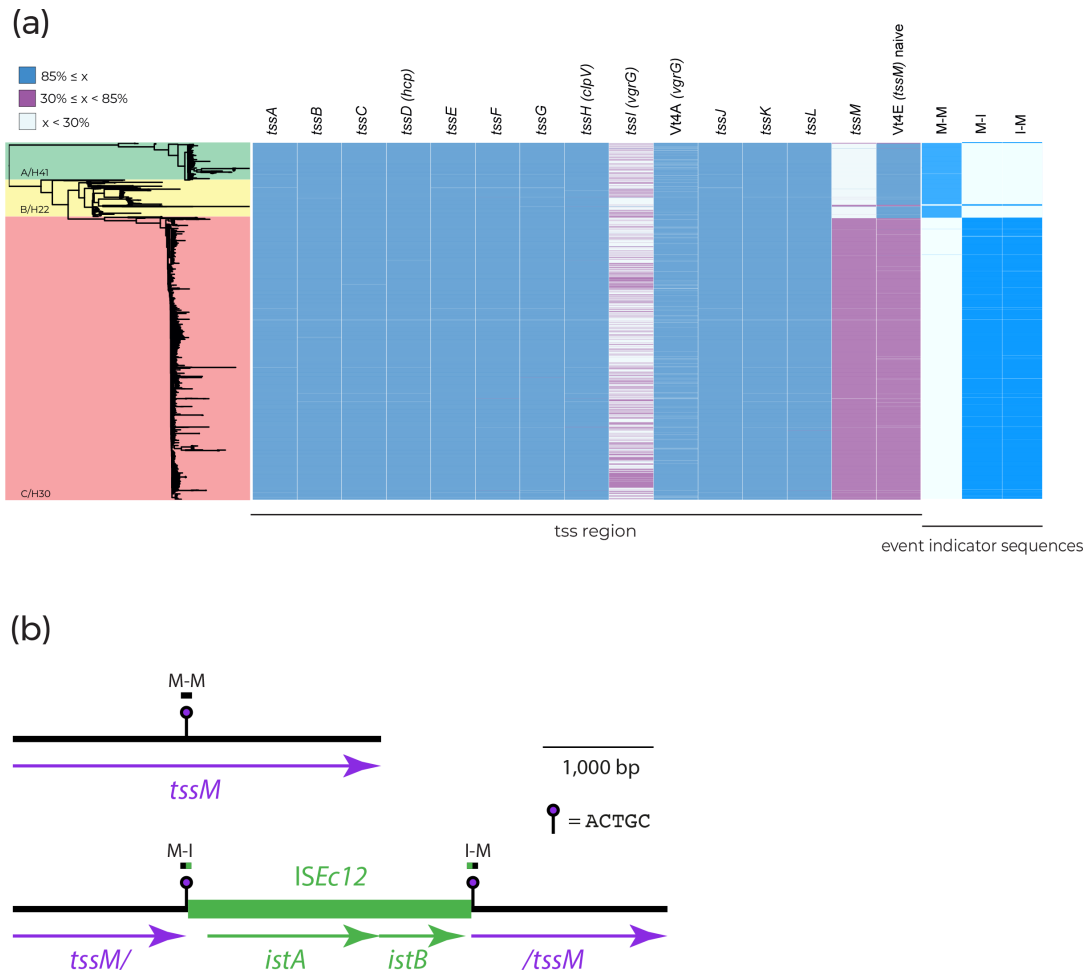 (a)
85% ≤ x
30% ≤ x < 85%
x < 30%
tssA
tssB
tssC
tssD (hcp)
tssE
tssF
tssG
tssH (clpV)
tssI (vgrG)
Vt4A (vgrG)
tssJ
tssK
tssL
tssM
Vt4E (tssM) naive
M-M
M-I
I-M
A/H41
B/H22
C/H30
tss region
event indicator sequences
(b)
M-M
tssM
1,000 bp
= ACTGC
M-I
I-M
ISEc12
tssM/
istA
istB
/tssM